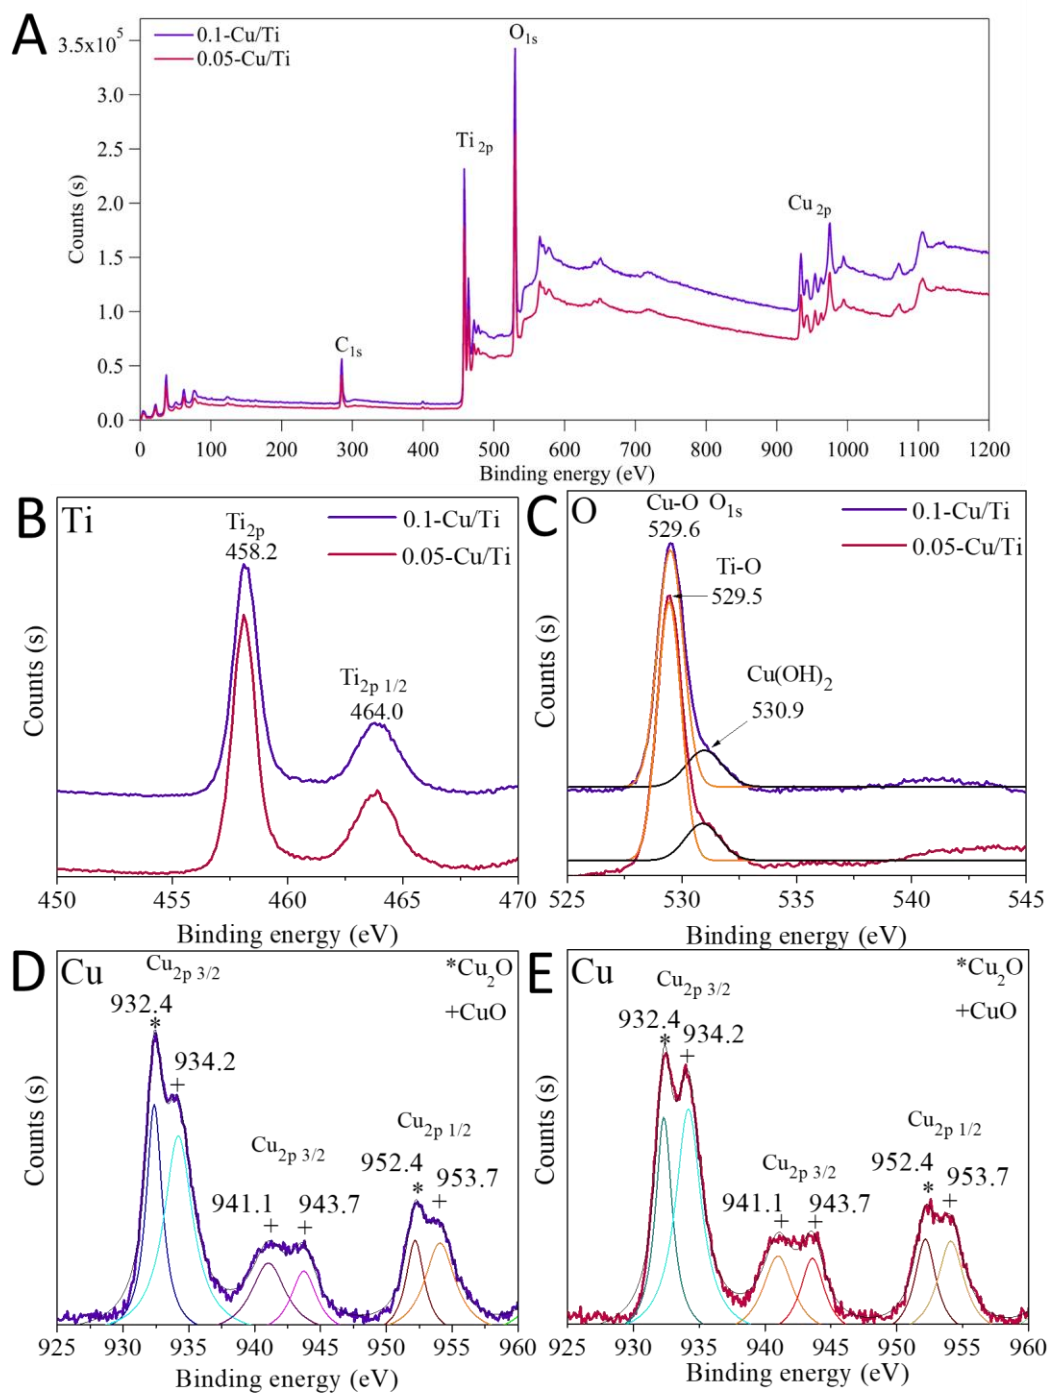 A
0.1-Cu/Ti
0.05-Cu/Ti
O1s
3.5x10^5
3.0
2.5
2.0
1.5
1.0
0.5
0.0
Counts (s)
Ti 2p
Cu 2p
C1s
0 100 200 300 400 500 600 700 800 900 1000 1100 1200
Binding energy (eV)
B Ti
Ti2p
458.2
0.1-Cu/Ti
0.05-Cu/Ti
Ti2p 1/2
464.0
Counts (s)
450 455 460 465 470
Binding energy (eV)
C O
Cu-O O1s
529.6
0.1-Cu/Ti
0.05-Cu/Ti
Ti-O
529.5
Cu(OH)2
530.9
Counts (s)
525 530 535 540 545
Binding energy (eV)
D Cu
Cu2p 3/2
*Cu2O
+CuO
932.4
*
934.2
+
Cu2p 3/2
941.1
+
943.7
+
Cu2p 1/2
952.4
*
953.7
+
Counts (s)
925 930 935 940 945 950 955 960
Binding energy (eV)
E Cu
Cu2p 3/2
*Cu2O
+CuO
932.4
*
934.2
+
Cu2p 3/2
941.1
+
943.7
+
Cu2p 1/2
952.4
*
953.7
+
Counts (s)
925 930 935 940 945 950 955 960
Binding energy (eV)